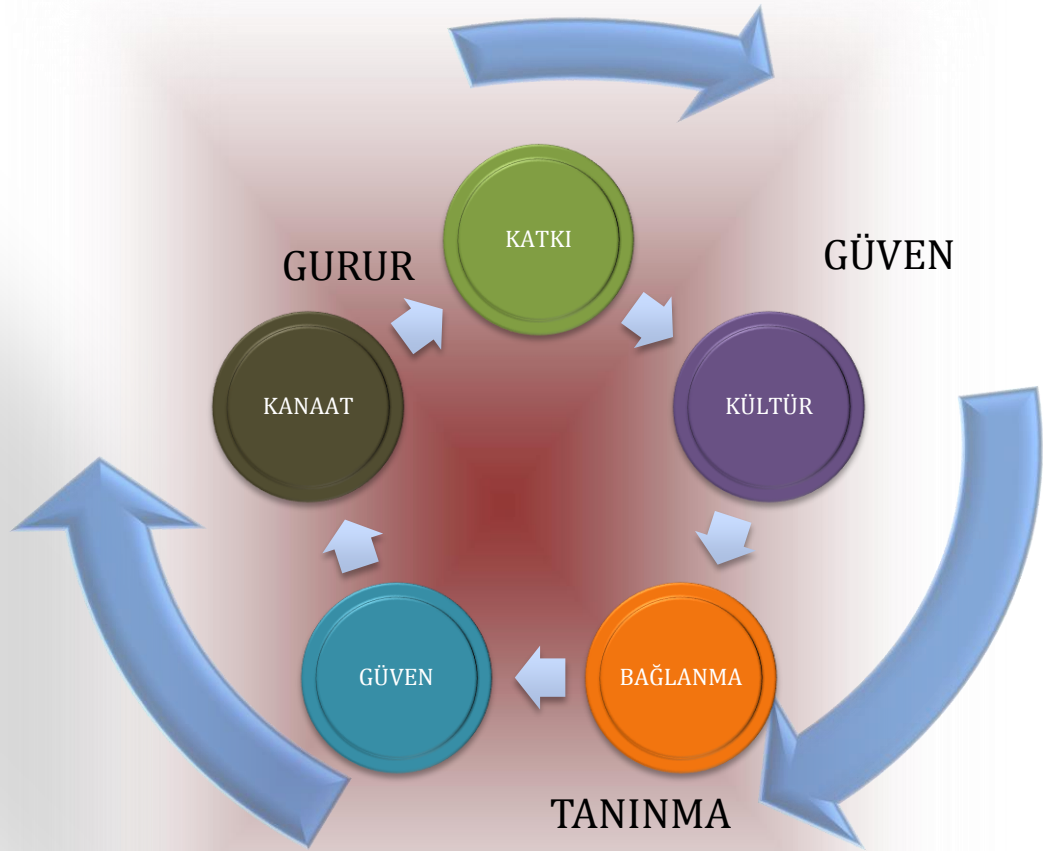 KATKI
GURUR
GÜVEN
KANAAT
KÜLTÜR
GÜVEN
BAĞLANMA
TANINMA